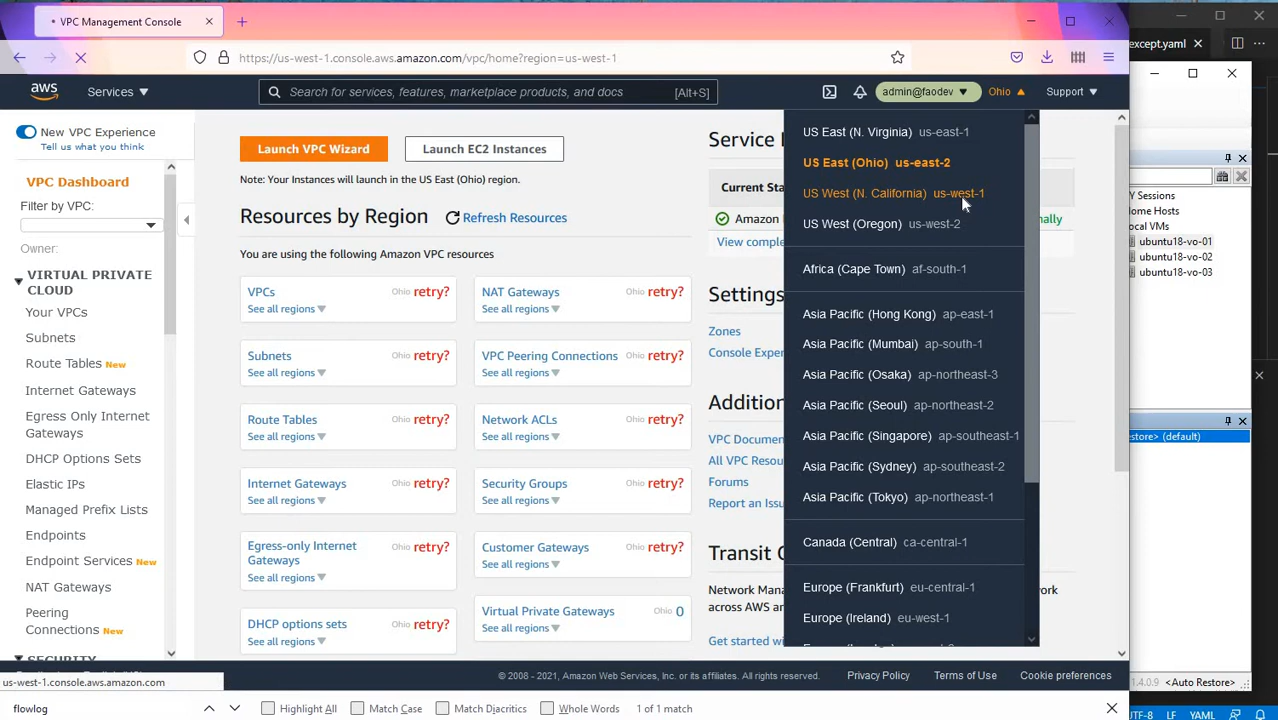 VPC Management Console
except.yaml
https://us-west-1.console.aws.amazon.com/vpc/home?region=us-west-1
aws
Services
Search for services, features, marketplace products, and docs [Alt+S]
admin@faodev
Ohio
Support
New VPC Experience
Tell us what you think
VPC Dashboard
Filter by VPC:
Owner:
VIRTUAL PRIVATE
CLOUD
Your VPCs
Subnets
Route Tables New
Internet Gateways
Egress Only Internet
Gateways
DHCP Options Sets
Elastic IPs
Managed Prefix Lists
Endpoints
Endpoint Services New
NAT Gateways
Peering
Connections New
SECURITY
Launch VPC Wizard
Launch EC2 Instances
Note: Your Instances will launch in the US East (Ohio) region.
Resources by Region
Refresh Resources
You are using the following Amazon VPC resources
VPCs Ohio retry?
See all regions
NAT Gateways Ohio retry?
See all regions
Subnets Ohio retry?
See all regions
VPC Peering Connections Ohio retry?
See all regions
Route Tables Ohio retry?
See all regions
Network ACLs Ohio retry?
See all regions
Internet Gateways Ohio retry?
See all regions
Security Groups Ohio retry?
See all regions
Egress-only Internet Ohio retry?
Gateways
See all regions
Customer Gateways Ohio retry?
See all regions
DHCP options sets Ohio retry?
See all regions
Virtual Private Gateways Ohio 0
See all regions
Service
Current Sta
Amazon
nally
View comple
Settings
Zones
Console Exper
Additio
VPC Documen
All VPC Resou
Forums
Report an Issu
Transit
Network Mana
across AWS an
work
Get started wi
US East (N. Virginia) us-east-1
US East (Ohio) us-east-2
US West (N. California) us-west-1
US West (Oregon) us-west-2
Africa (Cape Town) af-south-1
Asia Pacific (Hong Kong) ap-east-1
Asia Pacific (Mumbai) ap-south-1
Asia Pacific (Osaka) ap-northeast-3
Asia Pacific (Seoul) ap-northeast-2
Asia Pacific (Singapore) ap-southeast-1
Asia Pacific (Sydney) ap-southeast-2
Asia Pacific (Tokyo) ap-northeast-1
Canada (Central) ca-central-1
Europe (Frankfurt) eu-central-1
Europe (Ireland) eu-west-1
Y Sessions
Home Hosts
ocal VMs
ubuntu18-vo-01
ubuntu18-vo-02
ubuntu18-vo-03
estore> (default)
© 2008 - 2021, Amazon Web Services, Inc. or its affiliates. All rights reserved.
Privacy Policy
Terms of Use
Cookie preferences
us-west-1.console.aws.amazon.com
1.4.0.9 <Auto Restore>
flowlog
Highlight All
Match Case
Match Diacritics
Whole Words
1 of 1 match
UTF-8 LF YAML